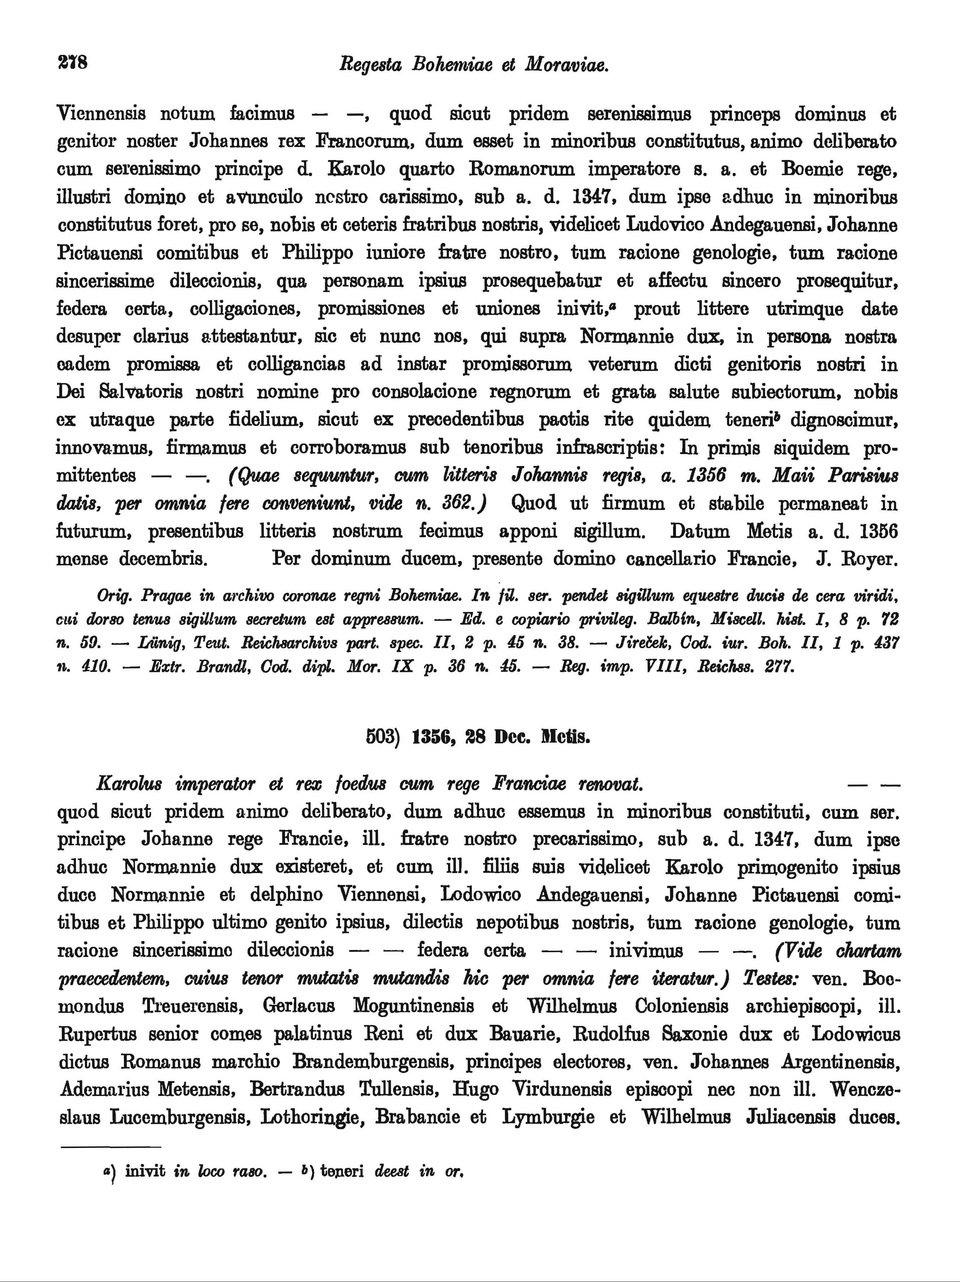 278 Regesta Bohemiae et Moraviae.
Viennensis notum facimus — —, quod sicut pridem serenissimus princeps dominus et
genitor noster Johannes rex Francorum, dum esset in minoribus constitutus, animo deliberato
cum serenissimo principe d. Karolo quarto Romanorum imperatore s. a. et Boemie rege,
illustri domino et avunculo nostro carissimo, sub a. d. 1347, dum ipse adhuc in minoribus
constitutus foret, pro se, nobis et ceteris fratribus nostris, videlicet Ludovico Andegauensi, Johanne
Pictauensi comitibus et Philippo iuniore fratre nostro, tum racione genologie, tum racione
sincerissime dileccionis, qua personam ipsius prosequebatur et affectu sincero prosequitur,
federa certa, colligaciones, promissiones et uniones inivit,ᵃ prout littere utrimque date
desuper clarius attestantur, sic et nunc nos, qui supra Normannie dux, in persona nostra
eadem promissa et colligancias ad instar promissorum veterum dicti genitoris nostri in
Dei Salvatoris nostri nomine pro consolacione regnorum et grata salute subiectorum, nobis
ex utraque parte fidelium, sicut ex precedentibus pactis rite quidem teneriᵇ dignoscimur,
innovamus, firmamus et corroboramus sub tenoribus infrascriptis: In primis siquidem pro-
mittentes — —. (Quae sequuntur, cum litteris Johannis regis, a. 1356 m. Maii Parisius
datis, per omnia fere conveniunt, vide n. 362.) Quod ut firmum et stabile permaneat in
futurum, presentibus litteris nostrum fecimus apponi sigillum. Datum Metis a. d. 1356
mense decembris. Per dominum ducem, presente domino cancellario Francie, J. Royer.
Orig. Pragae in archivo coronae regni Bohemiae. In fil. ser. pendet sigillum equestre ducis de cera viridi,
cui dorso tenus sigillum secretum est appressum. — Ed. e copiario privileg. Balbín, Miscell. hist. I, 8 p. 72
n. 59. — Lünig, Teut. Reichsarchivs part. spec. II, 2 p. 45 n. 38. — Jireček, Cod. iur. Boh. II, 1 p. 437
n. 410. — Extr. Brandl, Cod. dipl. Mor. IX p. 36 n. 45. — Reg. imp. VIII, Reichss. 277.
503) 1356, 28 Dec. Metis.
Karolus imperator et rex foedus cum rege Franciae renovat. — —
quod sicut pridem animo deliberato, dum adhuc essemus in minoribus constituti, cum ser.
principe Johanne rege Francie, ill. fratre nostro precarissimo, sub a. d. 1347, dum ipse
adhuc Normannie dux existeret, et cum ill. filiis suis videlicet Karolo primogenito ipsius
duce Normannie et delphino Viennensi, Lodowico Andegauensi, Johanne Pictauensi comi-
tibus et Philippo ultimo genito ipsius, dilectis nepotibus nostris, tum racione genologie, tum
racione sincerissime dileccionis — — federa certa — — inivimus — —. (Vide chartam
praecedentem, cuius tenor mutatis mutandis hic per omnia fere iteratur.) Testes: ven. Boe-
mondus Treuerensis, Gerlacus Moguntinensis et Wilhelmus Coloniensis archiepiscopi, ill.
Rupertus senior comes palatinus Reni et dux Bauarie, Rudolfus Saxonie dux et Lodowicus
dictus Romanus marchio Brandemburgensis, principes electores, ven. Johannes Argentinensis,
Ademarius Metensis, Bertrandus Tullensis, Hugo Virdunensis episcopi nec non ill. Wencze-
slaus Lucemburgensis, Lothoringie, Brabancie et Lymburgie et Wilhelmus Juliacensis duces.
ᵃ) inivit in loco raso. — ᵇ) teneri deest in or.